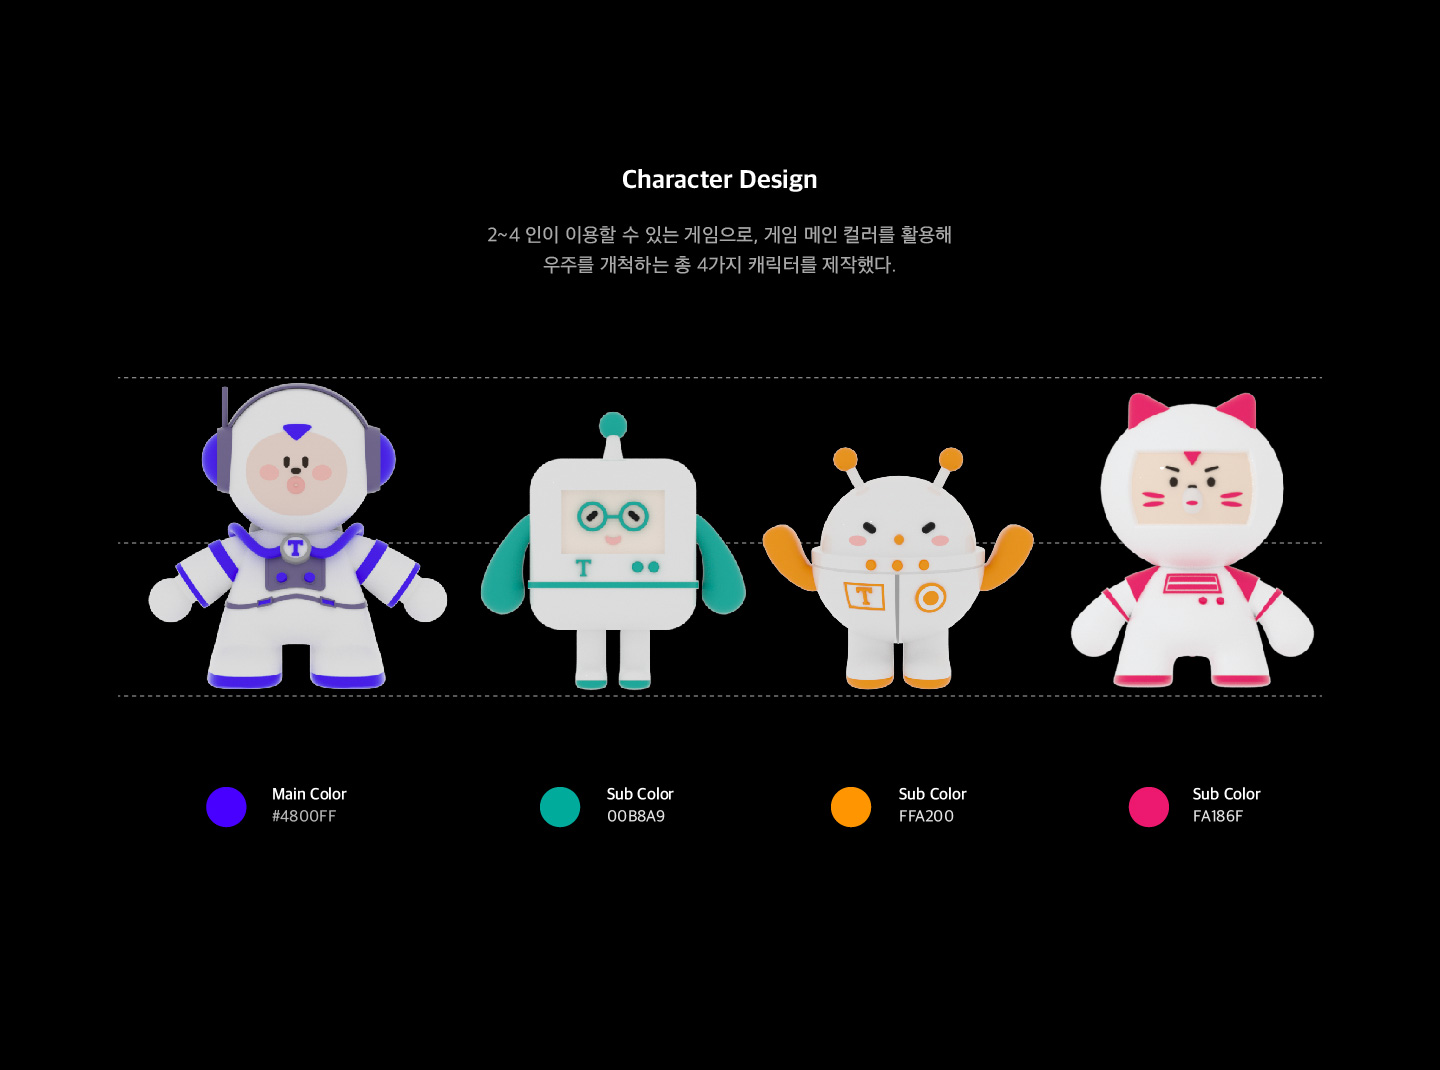 Character Design
2~4 인이 이용할 수 있는 게임으로, 게임 메인 컬러를 활용해
우주를 개척하는 총 4가지 캐릭터를 제작했다.
T
T
T
Main Color
#4800FF
Sub Color
00B8A9
Sub Color
FFA200
Sub Color
FA186F